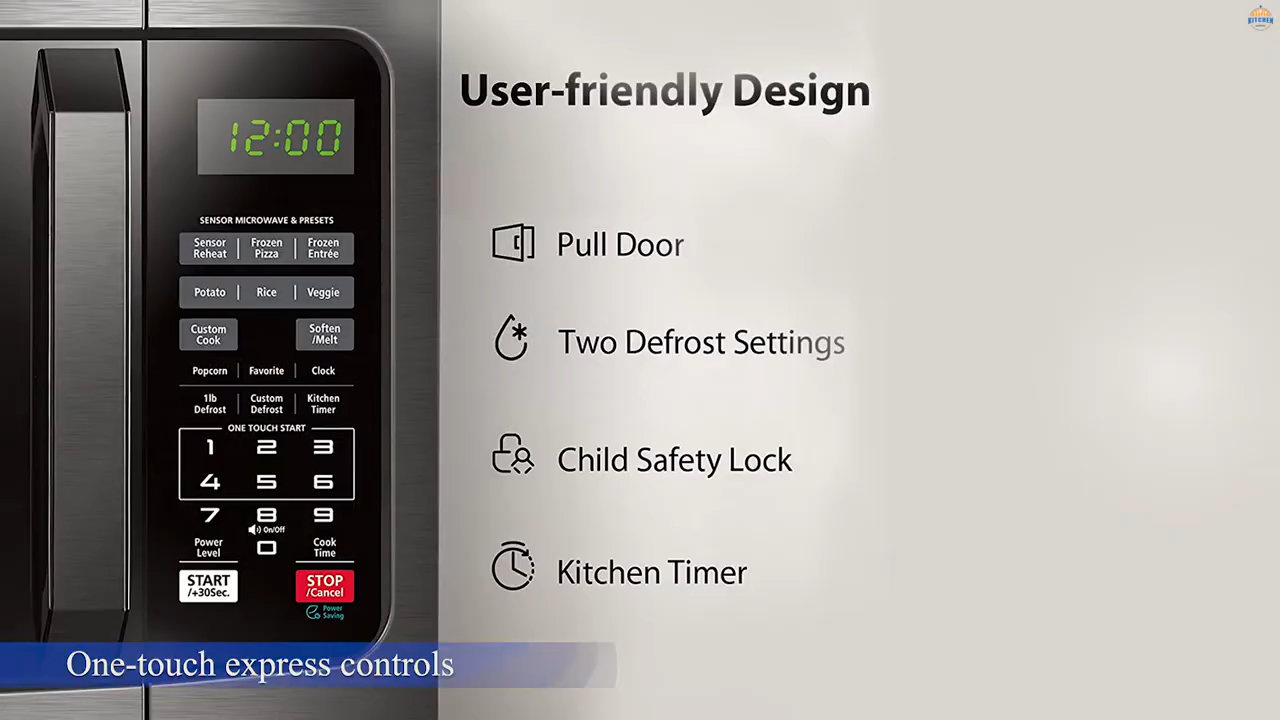 KITCHEN
User-friendly Design
12:00
SENSOR MICROWAVE & PRESETS
Sensor Reheat | Frozen Pizza | Frozen Entrée
Potato | Rice | Veggie
Custom Cook
Soften /Melt
Popcorn Favorite Clock
1lb Defrost | Custom Defrost | Kitchen Timer
ONE TOUCH START
1 2 3
4 5 6
7 8 9
On/Off
Power Level
0
Cook Time
START /+30Sec.
STOP /Cancel
Power Saving
Pull Door
Two Defrost Settings
Child Safety Lock
Kitchen Timer
One-touch express controls